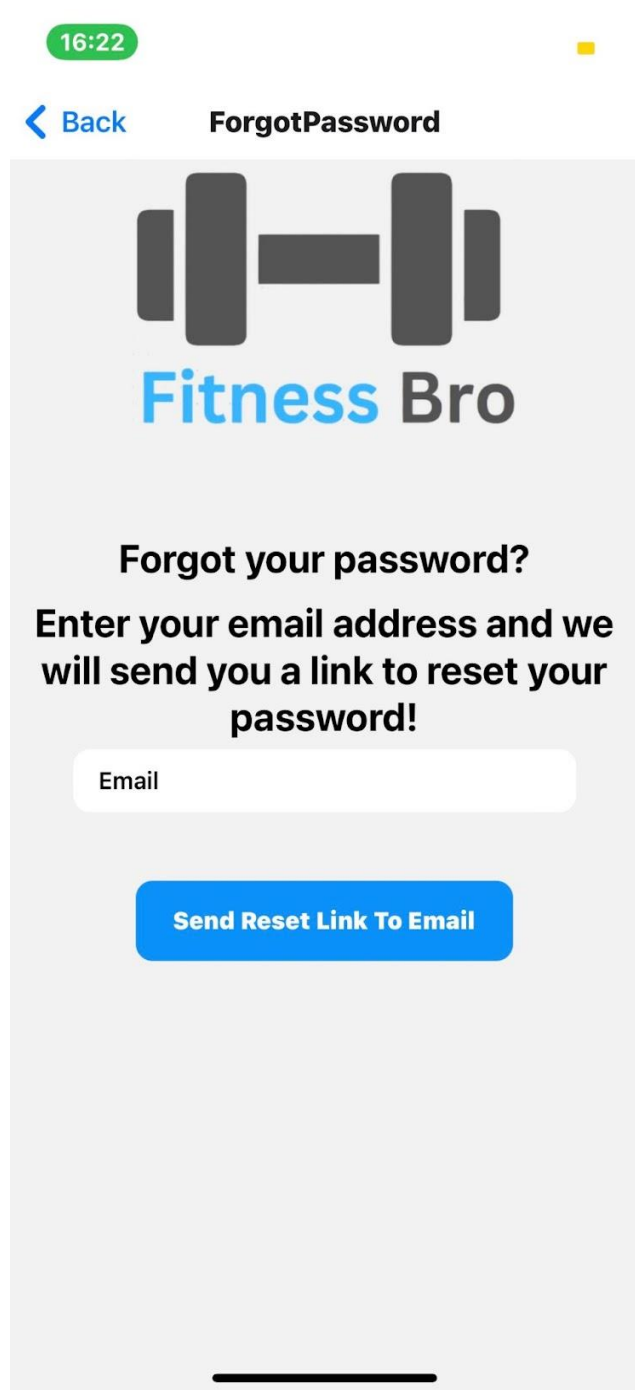 16:22
Back
ForgotPassword
Fitness Bro
Forgot your password?
Enter your email address and we
will send you a link to reset your
password!
Email
Send Reset Link To Email